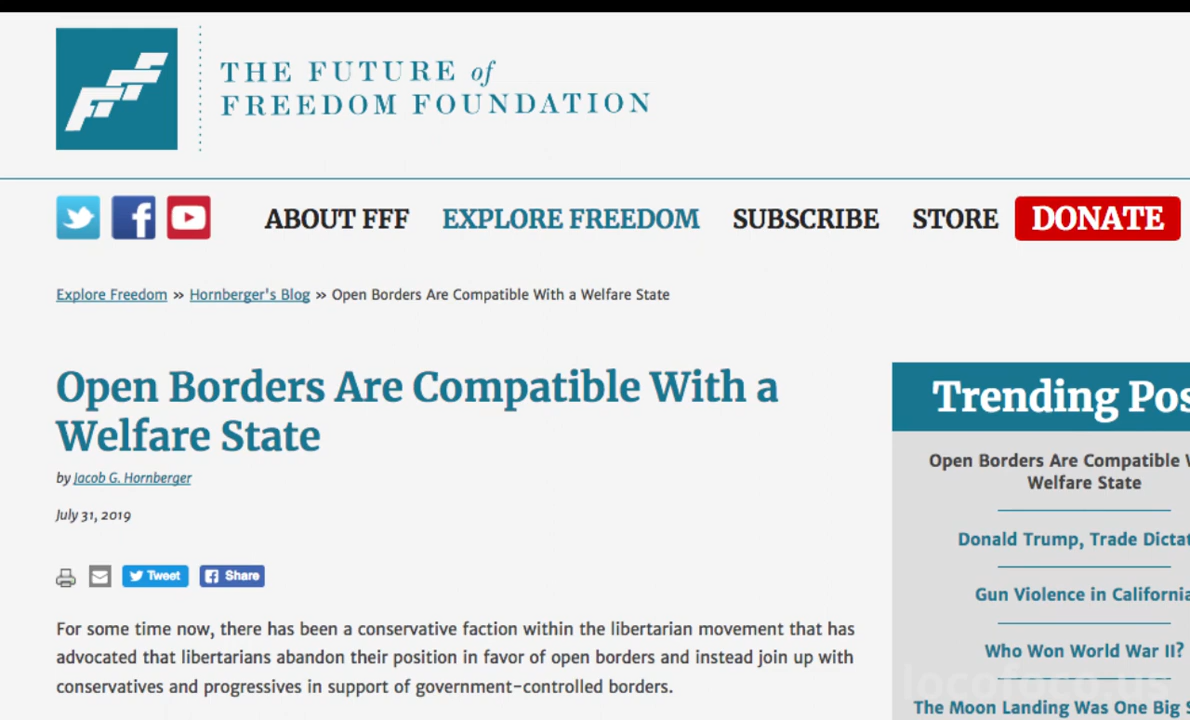 THE FUTURE of
FREEDOM FOUNDATION
ABOUT FFF EXPLORE FREEDOM SUBSCRIBE STORE DONATE
Explore Freedom » Hornberger's Blog » Open Borders Are Compatible With a Welfare State
Open Borders Are Compatible With a
Welfare State
by Jacob G. Hornberger
July 31, 2019
Tweet Share
For some time now, there has been a conservative faction within the libertarian movement that has
advocated that libertarians abandon their position in favor of open borders and instead join up with
conservatives and progressives in support of government-controlled borders.
Trending Pos
Open Borders Are Compatible
Welfare State
Donald Trump, Trade Dictat
Gun Violence in California
Who Won World War II?
locofoco.us
The Moon Landing Was One Big